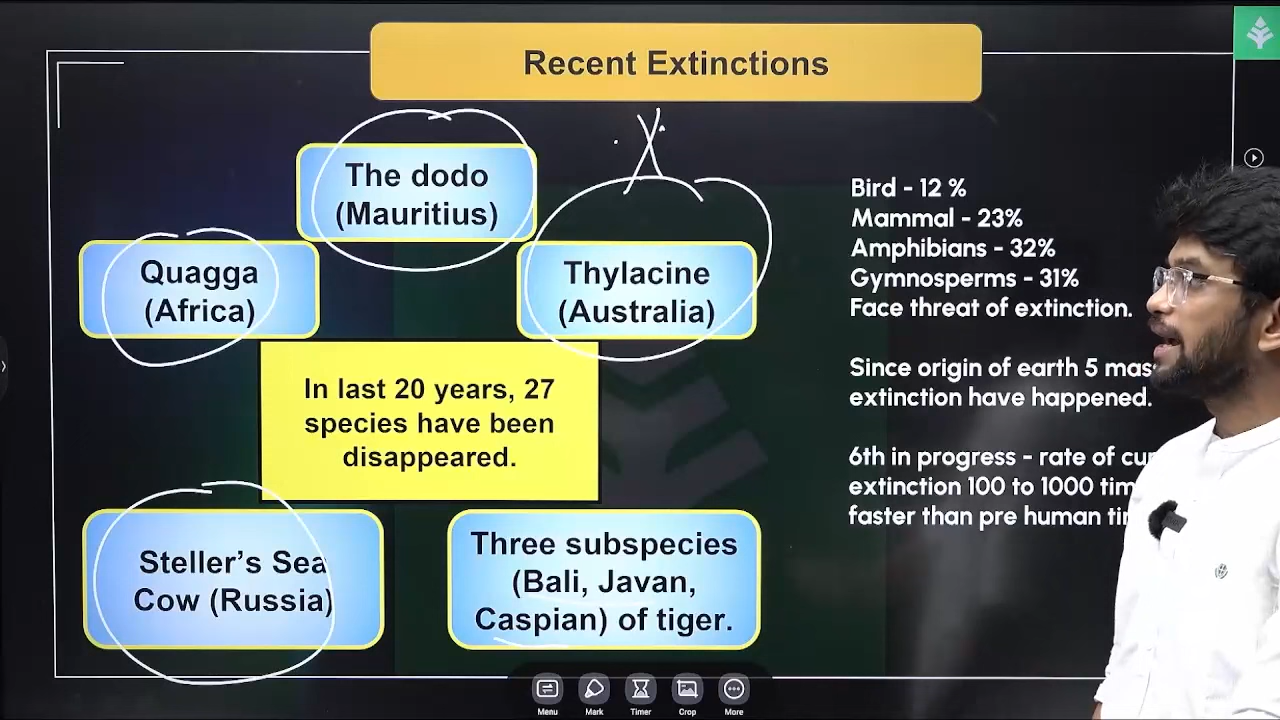 Recent Extinctions
The dodo
(Mauritius)
Quagga
(Africa)
Thylacine
(Australia)
In last 20 years, 27
species have been
disappeared.
Steller’s Sea
Cow (Russia)
Three subspecies
(Bali, Javan,
Caspian) of tiger.
Bird - 12 %
Mammal - 23%
Amphibians - 32%
Gymnosperms - 31%
Face threat of extinction.
Since origin of earth 5
extinction have happened.
6th in progress - rate of
extinction 100 to 1000
faster than pre human
Menu
Mark
Timer
Crop
More